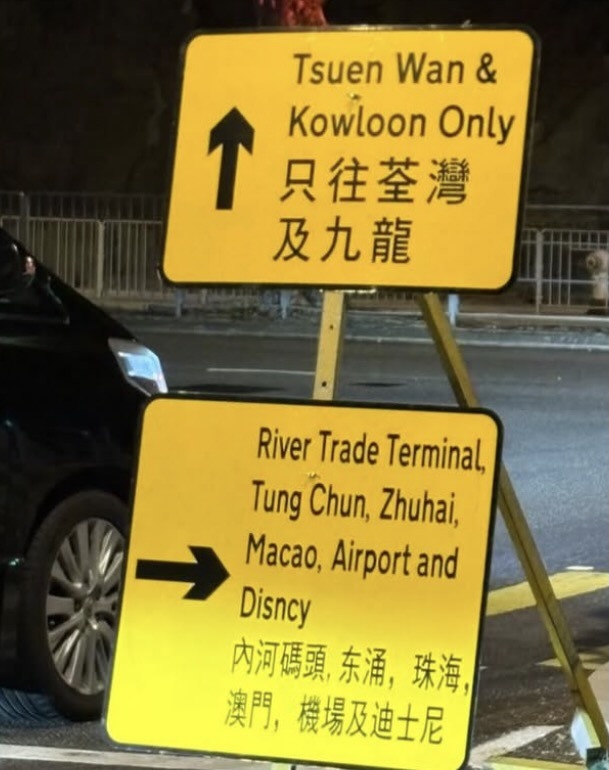 Tsuen Wan &
Kowloon Only
只往荃灣
及九龍
River Trade Terminal,
Tung Chun, Zhuhai,
Macao, Airport and
Disncy
內河碼頭, 东涌, 珠海,
澳門, 機場及迪士尼